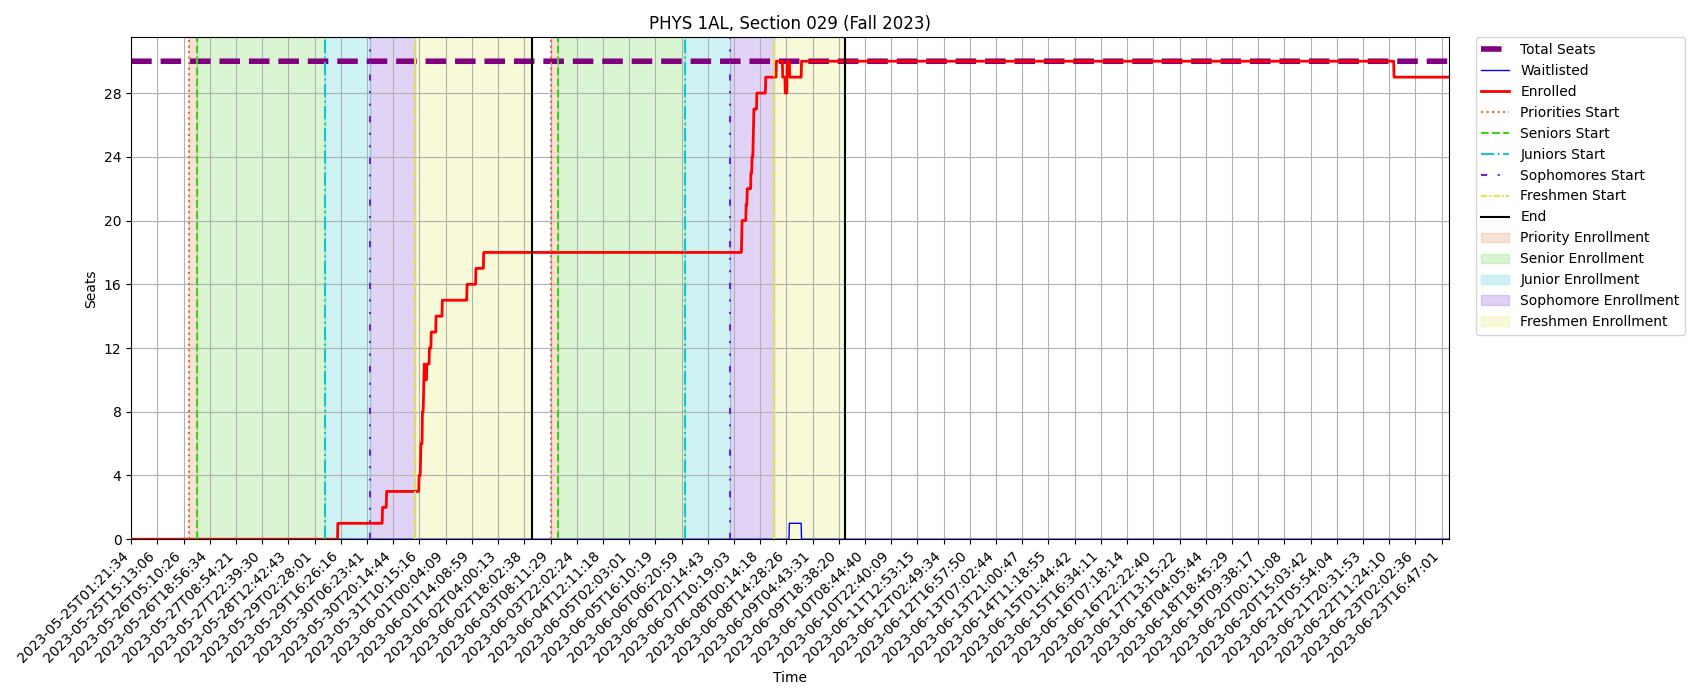 PHYS 1AL, Section 029 (Fall 2023)
Seats
28
24
20
16
12
8
4
0
2023-05-25T01:21:34
2023-05-25T15:13:06
2023-05-26T05:10:26
2023-05-26T18:56:34
2023-05-27T08:54:21
2023-05-27T22:39:30
2023-05-28T12:42:43
2023-05-29T02:28:01
2023-05-29T16:26:16
2023-05-30T06:23:41
2023-05-30T20:14:44
2023-05-31T10:15:16
2023-06-01T00:04:09
2023-06-01T14:08:59
2023-06-02T04:00:13
2023-06-02T18:02:38
2023-06-03T08:11:29
2023-06-03T22:02:24
2023-06-04T12:11:18
2023-06-05T02:03:01
2023-06-05T16:10:19
2023-06-06T06:20:59
2023-06-06T20:14:43
2023-06-07T10:19:03
2023-06-08T00:14:18
2023-06-08T14:28:26
2023-06-09T04:43:31
2023-06-09T18:38:20
2023-06-10T08:44:40
2023-06-10T22:40:09
2023-06-11T12:53:15
2023-06-12T02:49:34
2023-06-12T16:57:50
2023-06-13T07:02:44
2023-06-13T21:00:47
2023-06-14T11:18:55
2023-06-15T01:44:42
2023-06-15T16:34:11
2023-06-16T07:18:14
2023-06-16T22:22:40
2023-06-17T13:15:22
2023-06-18T04:05:44
2023-06-18T18:45:29
2023-06-19T09:38:17
2023-06-20T00:11:08
2023-06-20T15:03:42
2023-06-21T05:54:04
2023-06-21T20:31:53
2023-06-22T11:24:10
2023-06-23T02:02:36
2023-06-23T16:47:01
Time
Total Seats
Waitlisted
Enrolled
Priorities Start
Seniors Start
Juniors Start
Sophomores Start
Freshmen Start
End
Priority Enrollment
Senior Enrollment
Junior Enrollment
Sophomore Enrollment
Freshmen Enrollment